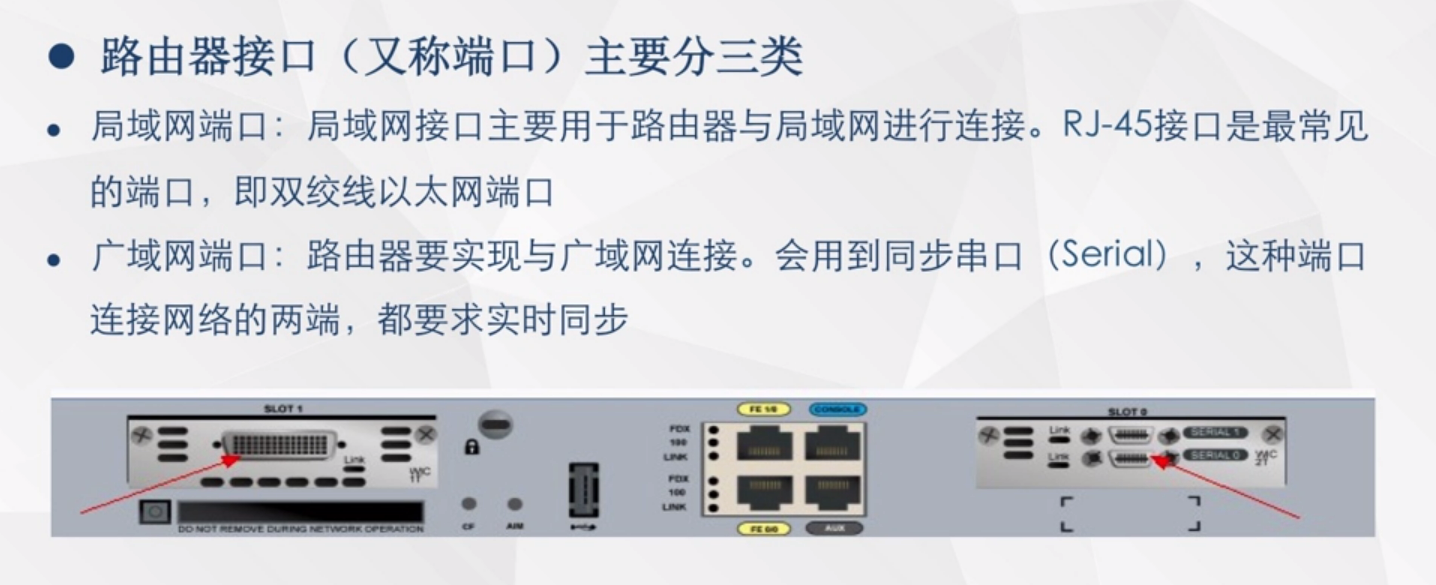 路由器接口（又称端口）主要分三类
局域网端口：局域网接口主要用于路由器与局域网进行连接。RJ-45接口是最常见
的端口，即双绞线以太网端口
广域网端口：路由器要实现与广域网连接。会用到同步串口（Serial），这种端口
连接网络的两端，都要求实时同步
SLOT 1
Link
WIC
1T
DO NOT REMOVE DURING NETWORK OPERATION
CF
AIM
FE 1/0
CONSOLE
FDX
100
LINK
FDX
100
LINK
FE 0/0
AUX
SLOT 0
Link
SERIAL 1
Link
SERIAL 0
WIC
2T